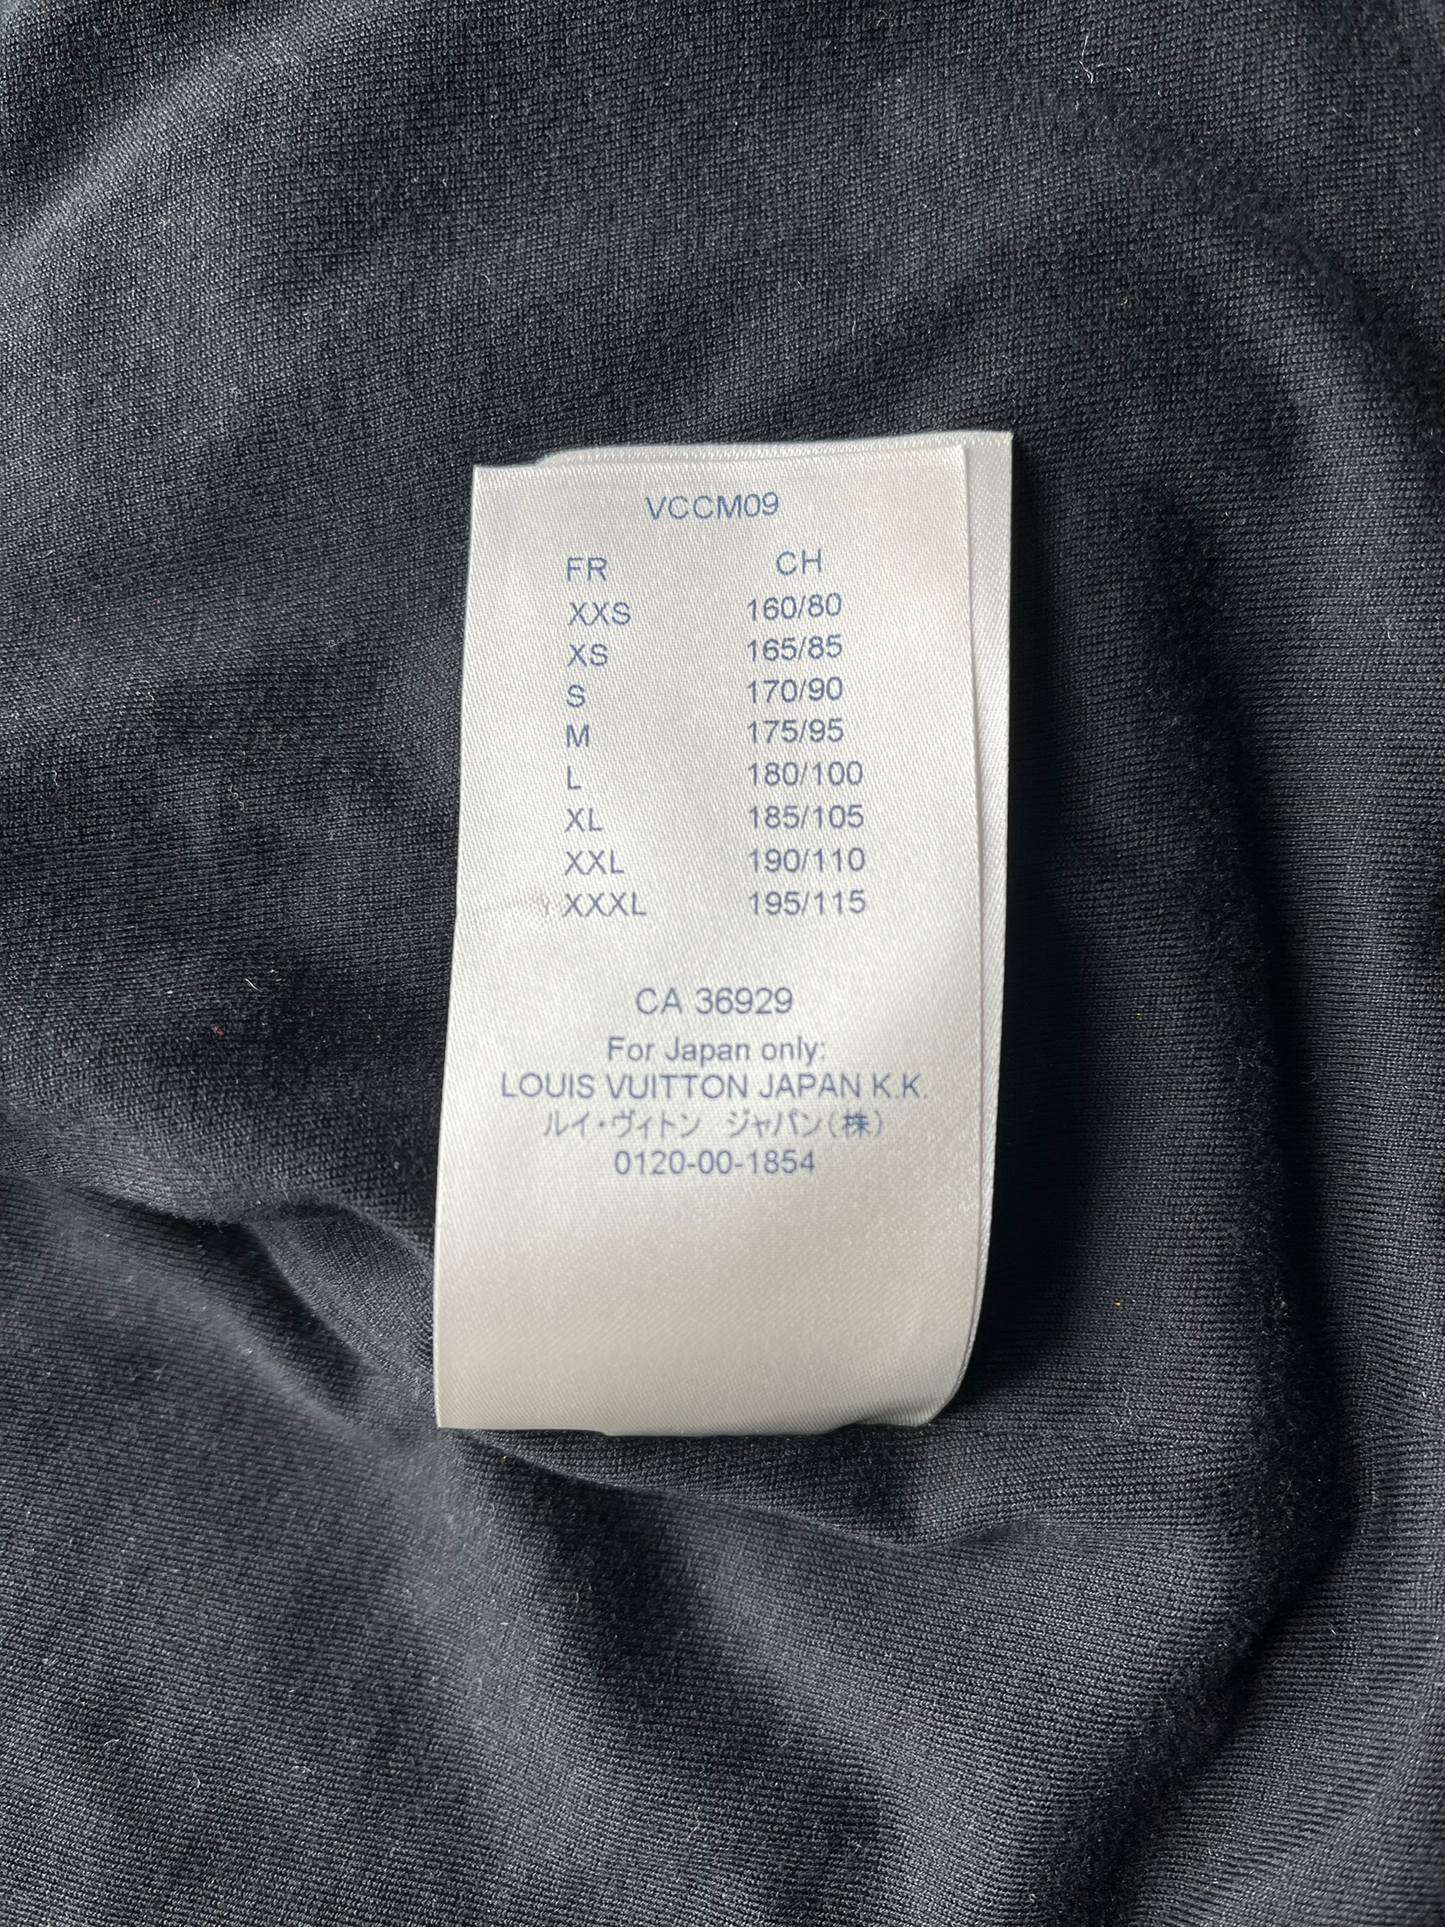 VCCM09
FR CH
XXS 160/80
XS 165/85
S 170/90
M 175/95
L 180/100
XL 185/105
XXL 190/110
XXXL 195/115
CA 36929
For Japan only:
LOUIS VUITTON JAPAN K.K.
ルイ・ヴィトン ジャパン(株)
0120-00-1854